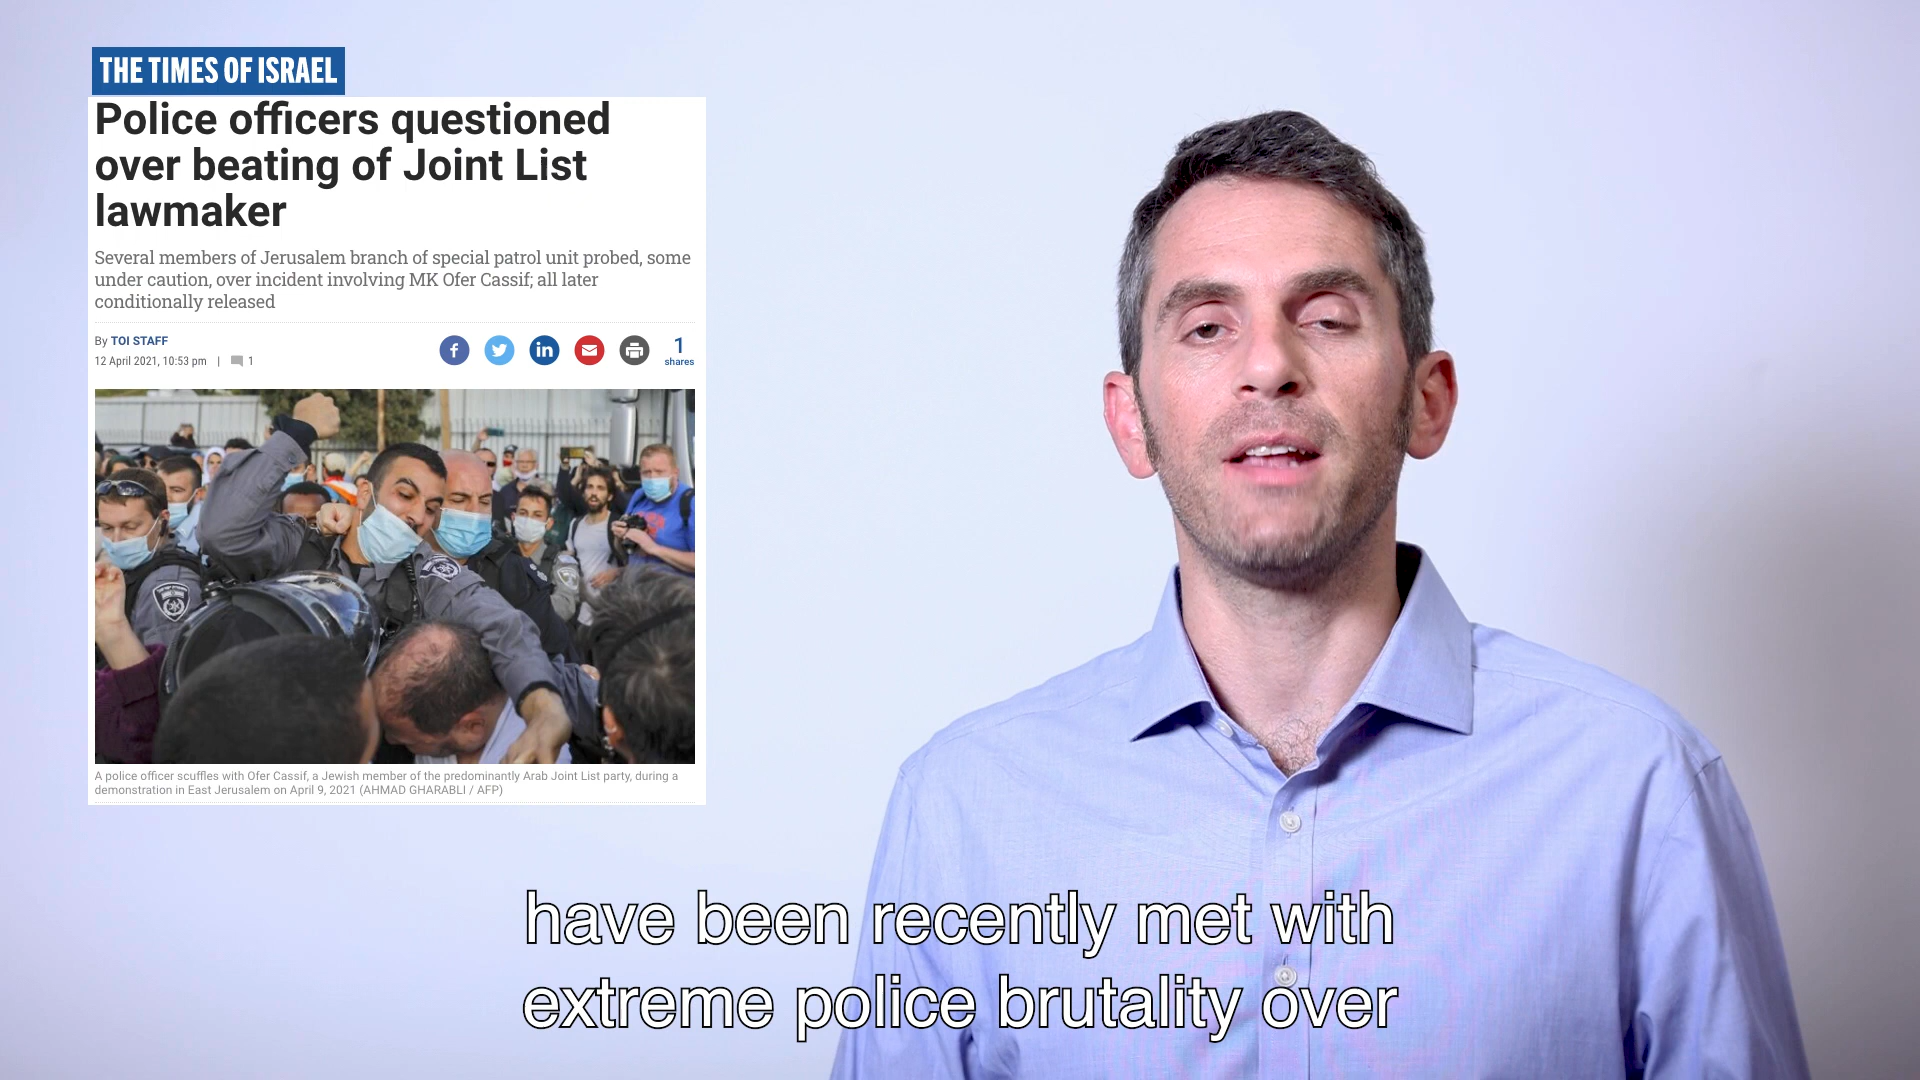 THE TIMES OF ISRAEL
Police officers questioned
over beating of Joint List
lawmaker
Several members of Jerusalem branch of special patrol unit probed, some
under caution, over incident involving MK Ofer Cassif; all later
conditionally released
By TOI STAFF
12 April 2021, 10:53 pm | 1
1
shares
A police officer scuffles with Ofer Cassif, a Jewish member of the predominantly Arab Joint List party, during a
demonstration in East Jerusalem on April 9, 2021 (AHMAD GHARABLI / AFP)
have been recently met with
extreme police brutality over